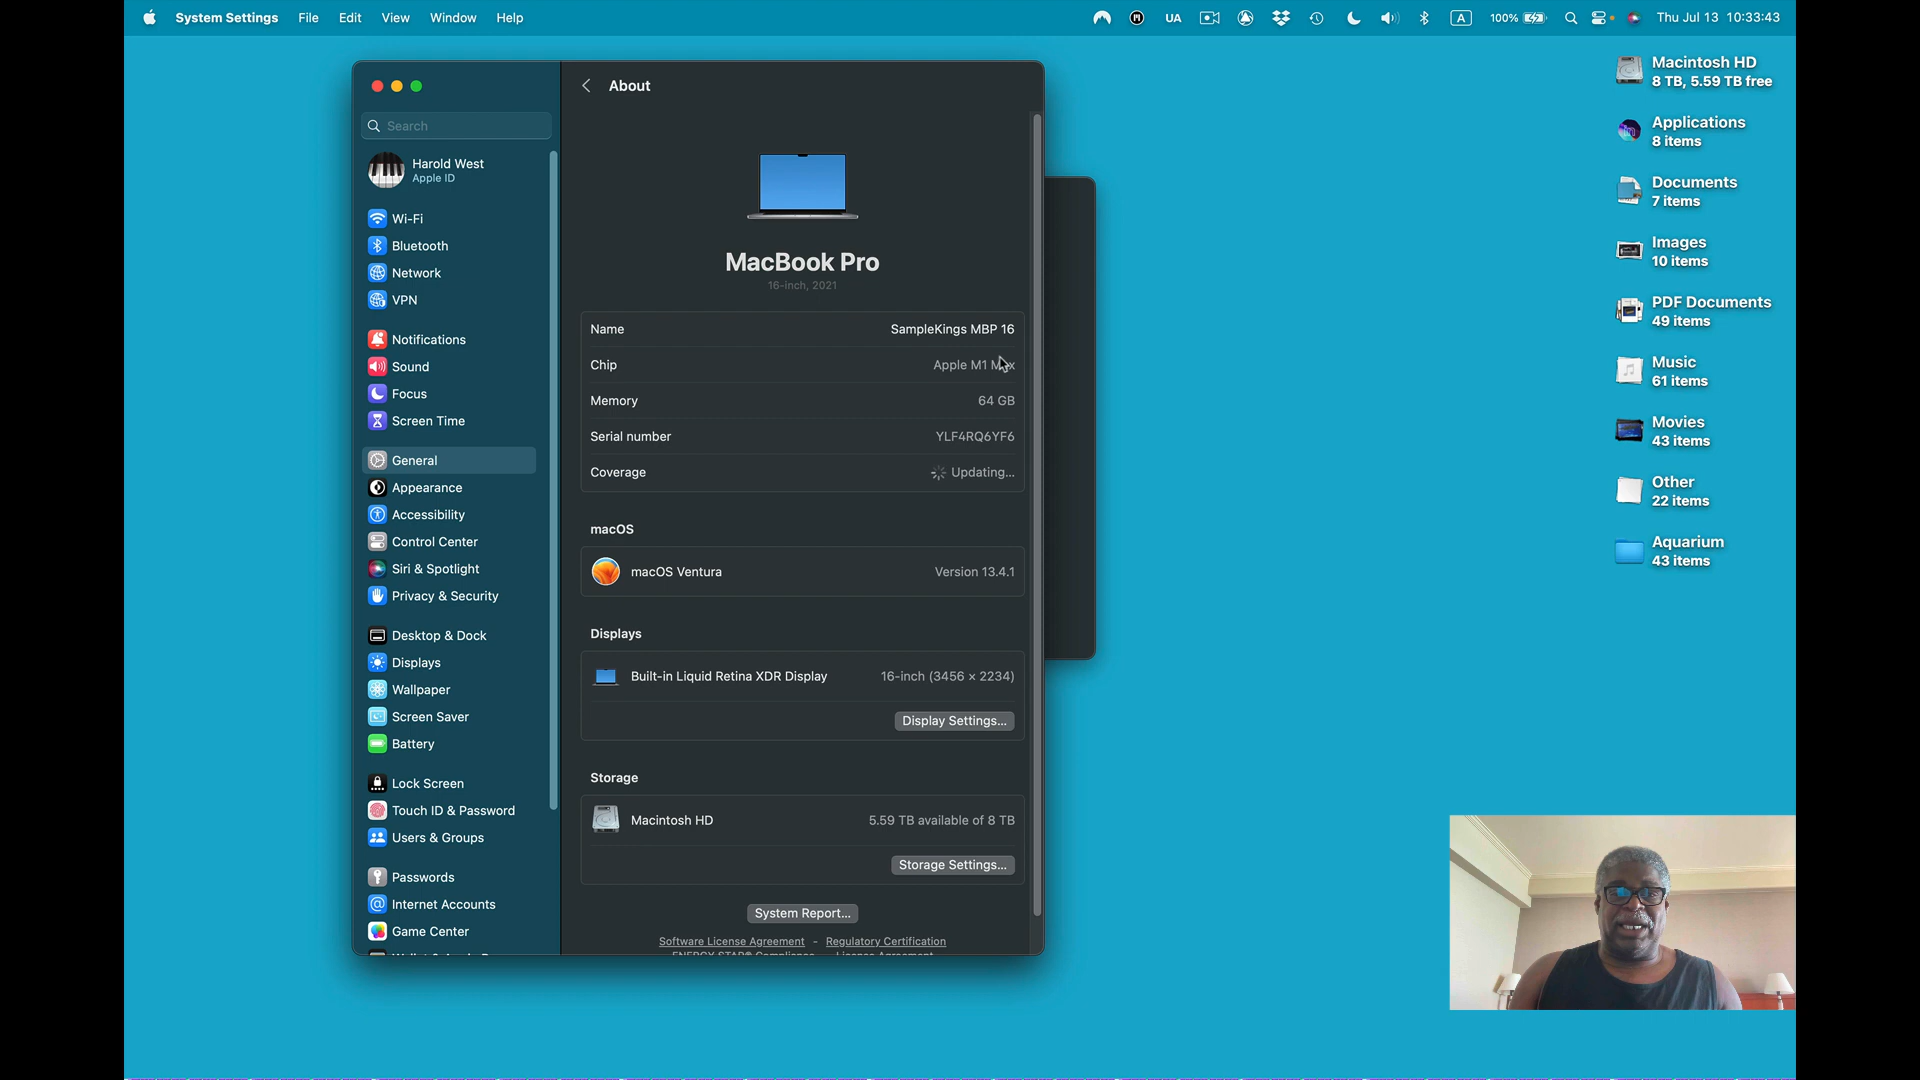 System Settings File Edit View Window Help
UA A 100% Thu Jul 13 10:33:43
About
Search
Harold West
Apple ID
Wi-Fi
Bluetooth
Network
VPN
Notifications
Sound
Focus
Screen Time
General
Appearance
Accessibility
Control Center
Siri & Spotlight
Privacy & Security
Desktop & Dock
Displays
Wallpaper
Screen Saver
Battery
Lock Screen
Touch ID & Password
Users & Groups
Passwords
Internet Accounts
Game Center
MacBook Pro
16-inch, 2021
Name SampleKings MBP 16
Chip Apple M1 Max
Memory 64 GB
Serial number YLF4RQ6YF6
Coverage Updating...
macOS
macOS Ventura Version 13.4.1
Displays
Built-in Liquid Retina XDR Display 16-inch (3456 × 2234)
Display Settings...
Storage
Macintosh HD 5.59 TB available of 8 TB
Storage Settings...
System Report...
Software License Agreement - Regulatory Certification
Macintosh HD
8 TB, 5.59 TB free
Applications
8 items
Documents
7 items
Images
10 items
PDF Documents
49 items
Music
61 items
Movies
43 items
Other
22 items
Aquarium
43 items